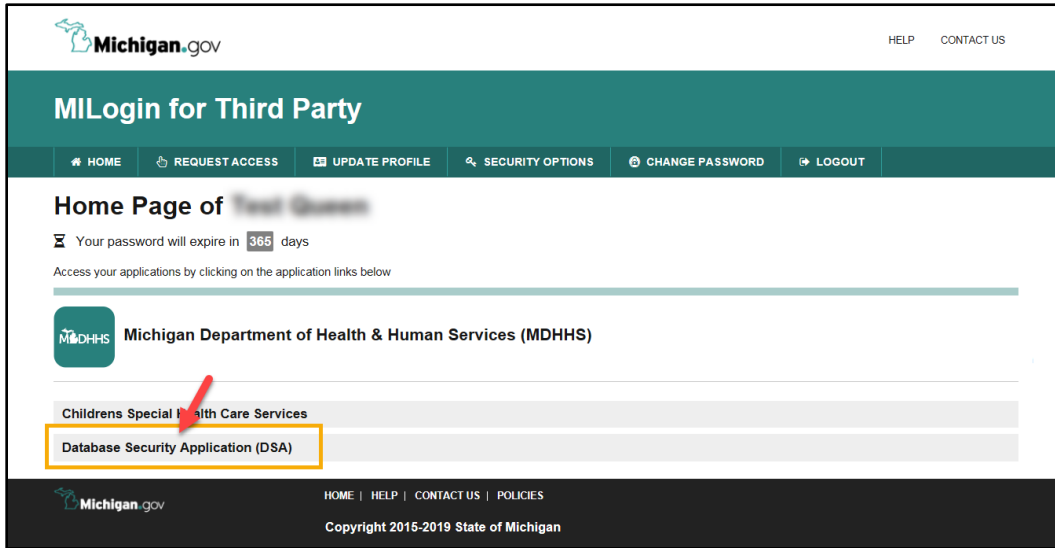 Michigan.gov
HELP CONTACT US
MILogin for Third Party
HOME REQUEST ACCESS UPDATE PROFILE SECURITY OPTIONS CHANGE PASSWORD LOGOUT
Home Page of
Your password will expire in 365 days
Access your applications by clicking on the application links below
MDHHS Michigan Department of Health & Human Services (MDHHS)
Childrens Special Health Care Services
Database Security Application (DSA)
Michigan.gov
HOME | HELP | CONTACT US | POLICIES
Copyright 2015-2019 State of Michigan